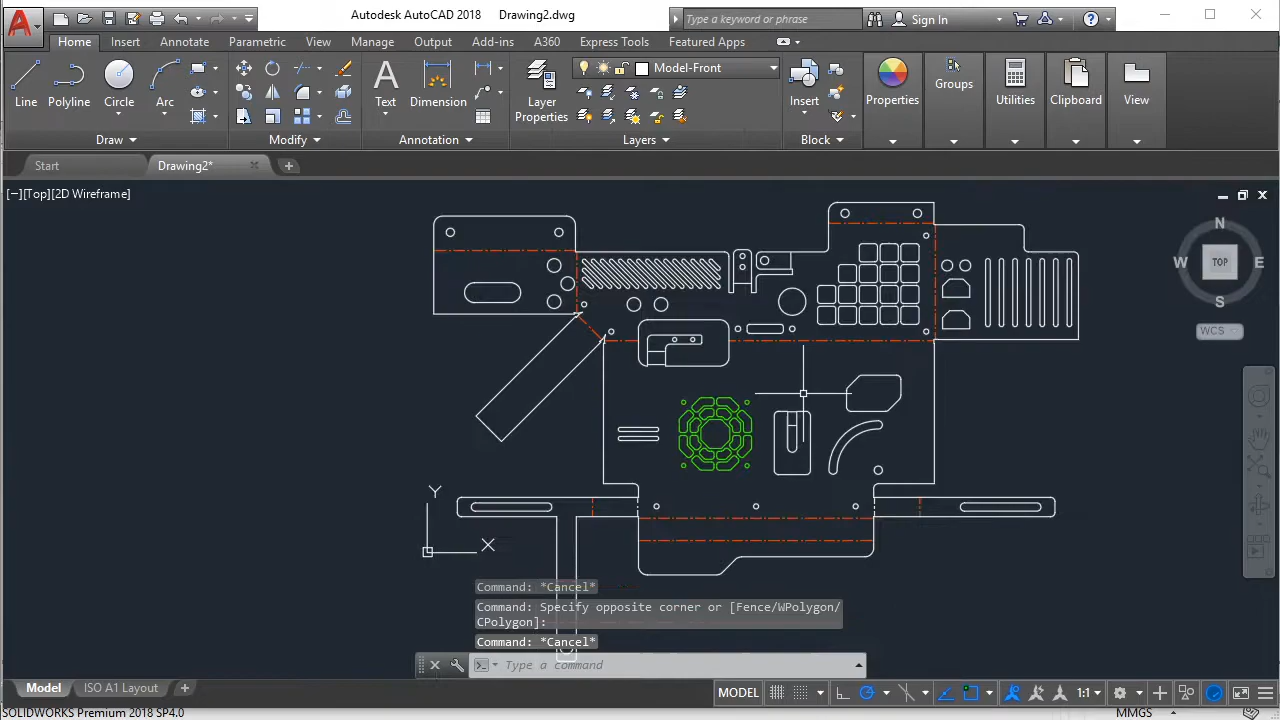 Autodesk AutoCAD 2018 Drawing2.dwg
Type a keyword or phrase
Sign In
Home Insert Annotate Parametric View Manage Output Add-ins A360 Express Tools Featured Apps
Model-Front
Line Polyline Circle Arc
Text Dimension
Layer
Properties
Insert
Properties Groups Utilities Clipboard View
Draw Modify Annotation Layers Block
Start Drawing2*
[−][Top][2D Wireframe]
N
W TOP E
S
WCS
Y
X
Command: *Cancel*
Command: Specify opposite corner or [Fence/WPolygon/
CPolygon]:
Command: *Cancel*
Type a command
Model ISO A1 Layout
MODEL 1:1
SOLIDWORKS Premium 2018 SP4.0 MMGS